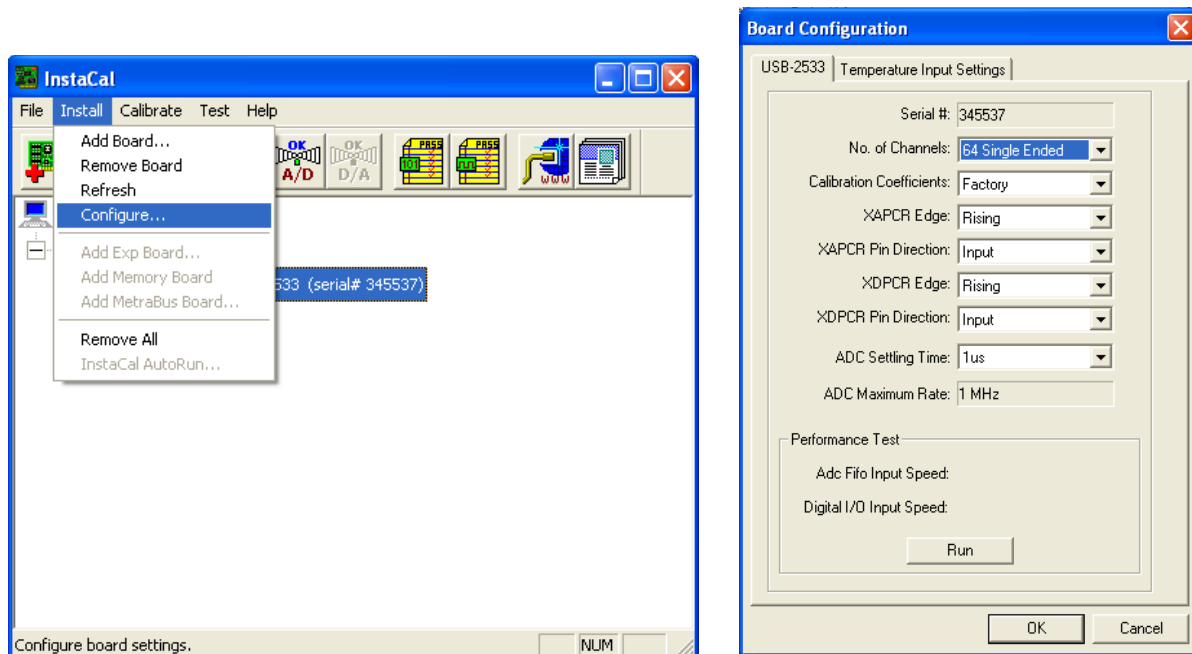 InstaCal
File Install Calibrate Test Help
Add Board...
Remove Board
Refresh
Configure...
Add Exp Board...
Add Memory Board
Add MetraBus Board...
Remove All
InstaCal AutoRun...
OK
A/D
OK
D/A
PASS
101
PASS
www
533 (serial# 345537)
Configure board settings.
NUM
Board Configuration
USB-2533 Temperature Input Settings
Serial #: 345537
No. of Channels: 64 Single Ended
Calibration Coefficients: Factory
XAPCR Edge: Rising
XAPCR Pin Direction: Input
XDPCR Edge: Rising
XDPCR Pin Direction: Input
ADC Settling Time: 1us
ADC Maximum Rate: 1 MHz
Performance Test
Adc Fifo Input Speed:
Digital I/O Input Speed:
Run
OK Cancel